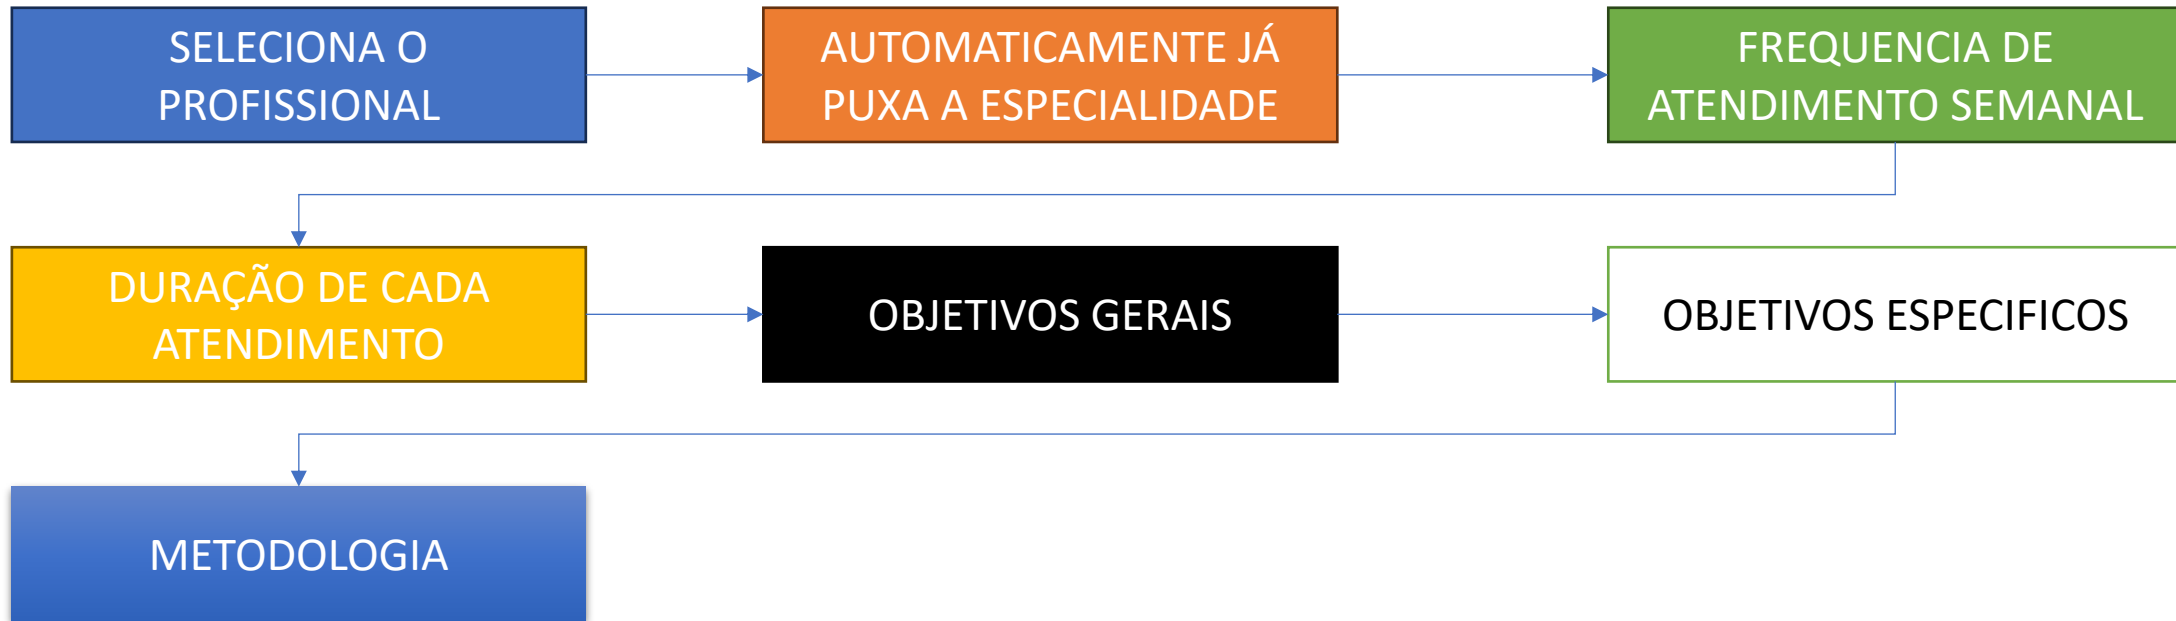 SELECIONA O
PROFISSIONAL
AUTOMATICAMENTE JÁ
PUXA A ESPECIALIDADE
FREQUENCIA DE
ATENDIMENTO SEMANAL
DURAÇÃO DE CADA
ATENDIMENTO
OBJETIVOS GERAIS
OBJETIVOS ESPECIFICOS
METODOLOGIA